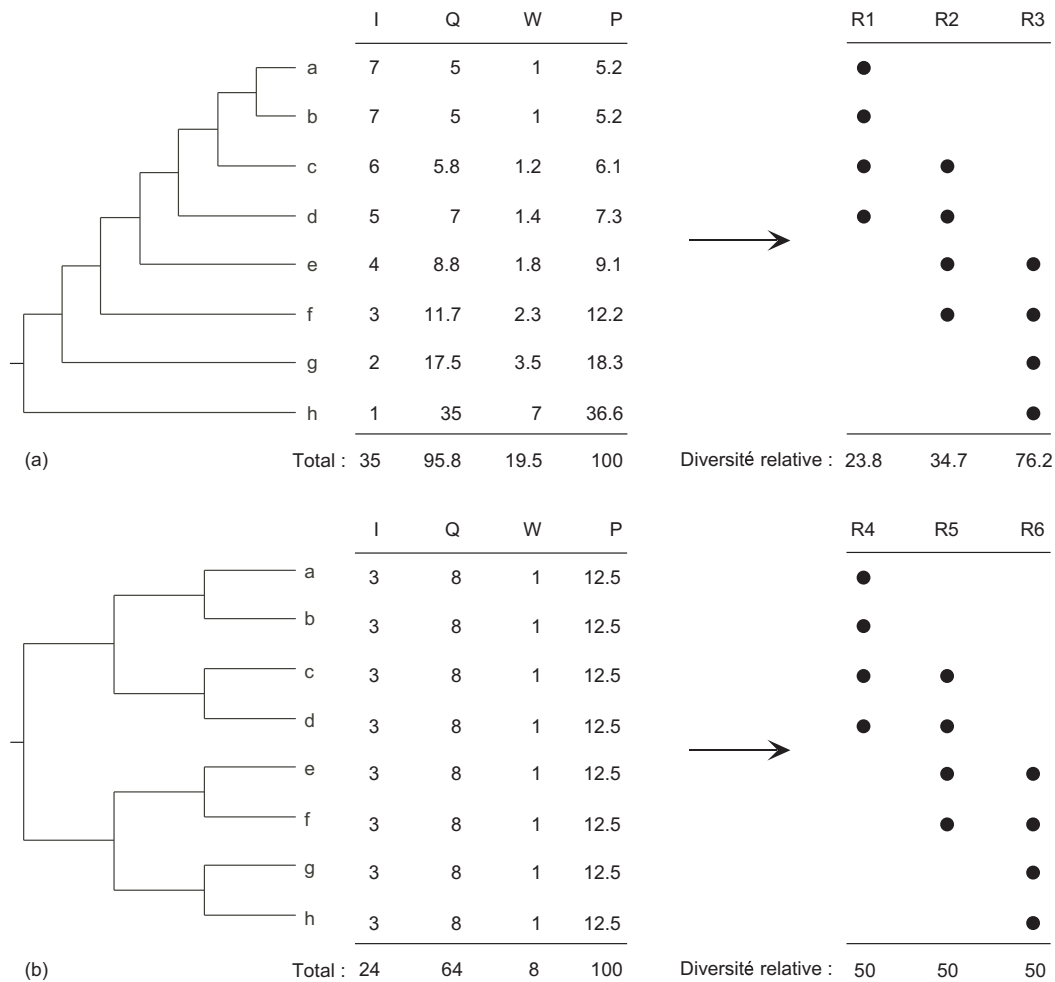 I Q W P R1 R2 R3
a 7 5 1 5.2
b 7 5 1 5.2
c 6 5.8 1.2 6.1
d 5 7 1.4 7.3
e 4 8.8 1.8 9.1
f 3 11.7 2.3 12.2
g 2 17.5 3.5 18.3
h 1 35 7 36.6
(a) Total : 35 95.8 19.5 100 Diversité relative : 23.8 34.7 76.2
I Q W P R4 R5 R6
a 3 8 1 12.5
b 3 8 1 12.5
c 3 8 1 12.5
d 3 8 1 12.5
e 3 8 1 12.5
f 3 8 1 12.5
g 3 8 1 12.5
h 3 8 1 12.5
(b) Total : 24 64 8 100 Diversité relative : 50 50 50